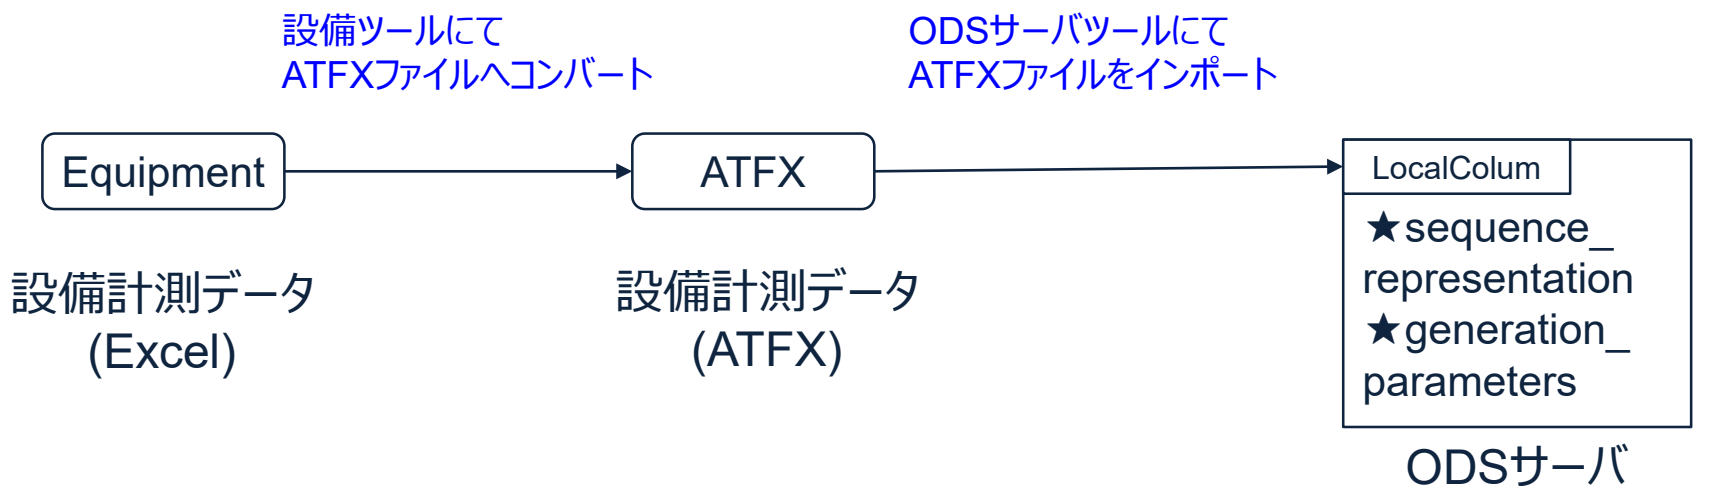 設備ツールにて
ATFXファイルへコンバート
ODSサーバツールにて
ATFXファイルをインポート
Equipment
ATFX
LocalColum
★sequence_
representation
★generation_
parameters
設備計測データ
(Excel)
設備計測データ
(ATFX)
ODSサーバ